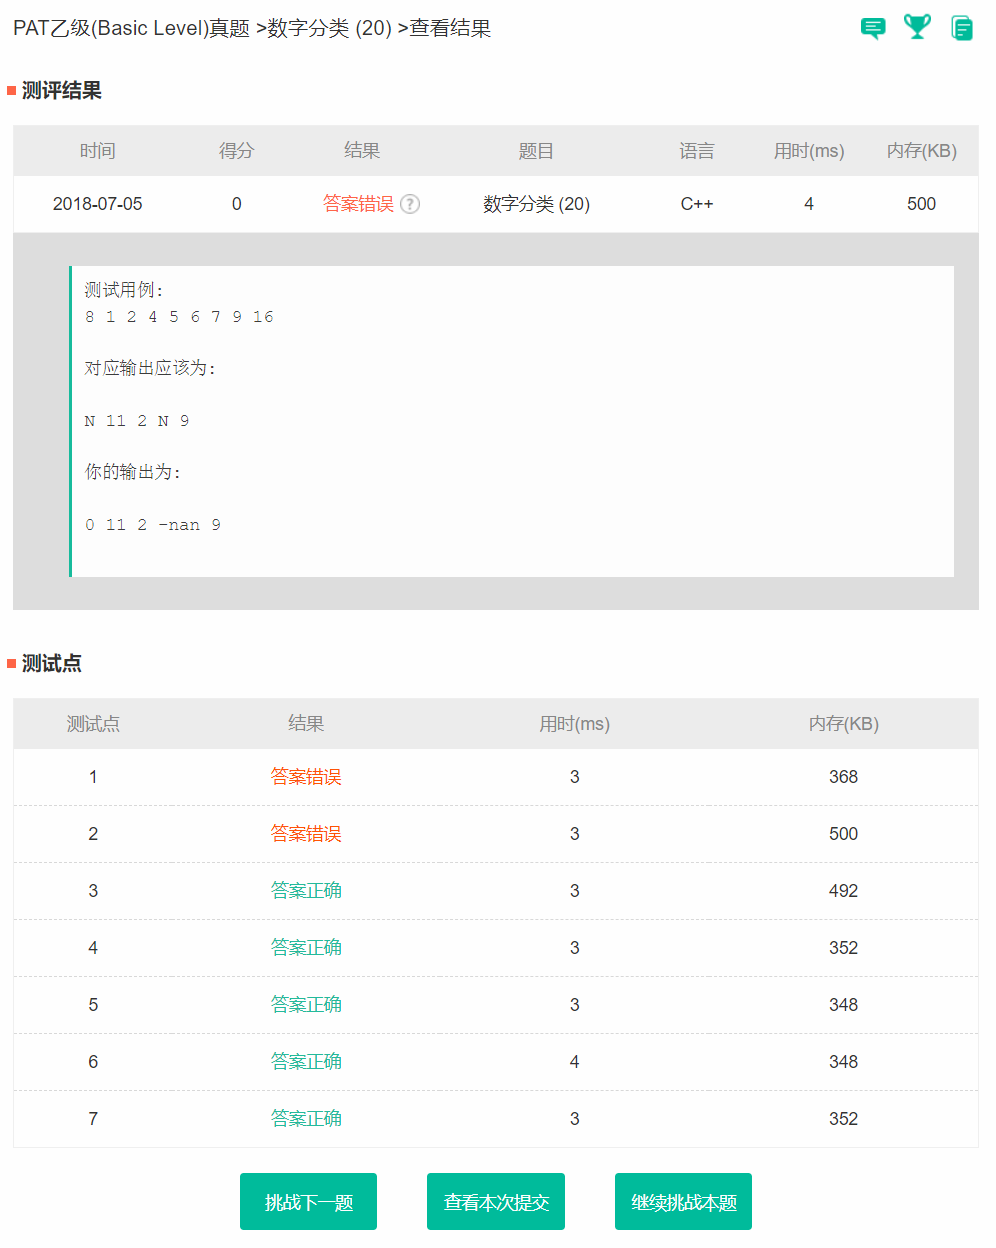 PAT乙级(Basic Level)真题 >数字分类 (20) >查看结果
测评结果
时间 得分 结果 题目 语言 用时(ms) 内存(KB)
2018-07-05 0 答案错误 ? 数字分类 (20) C++ 4 500
测试用例:
8 1 2 4 5 6 7 9 16
对应输出应该为:
N 11 2 N 9
你的输出为:
0 11 2 -nan 9
测试点
测试点 结果 用时(ms) 内存(KB)
1 答案错误 3 368
2 答案错误 3 500
3 答案正确 3 492
4 答案正确 3 352
5 答案正确 3 348
6 答案正确 4 348
7 答案正确 3 352
挑战下一题 查看本次提交 继续挑战本题